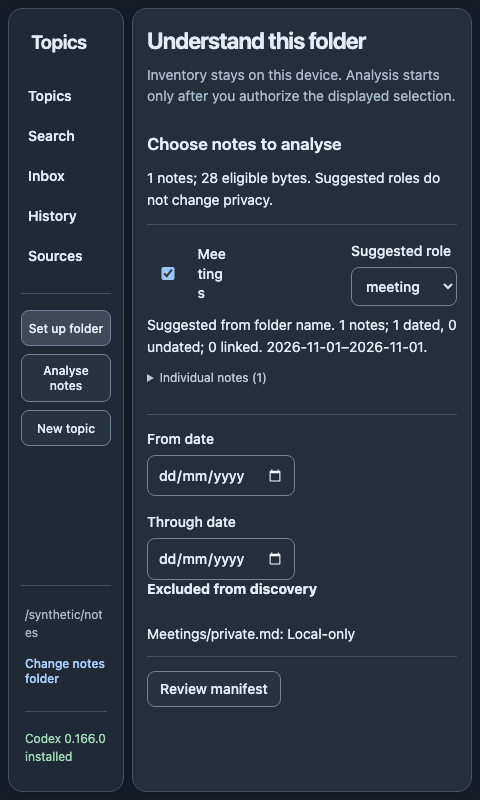 Topics
Topics
Search
Inbox
History
Sources
Set up folder
Analyse
notes
New topic
/synthetic/not
es
Change notes
folder
Codex 0.166.0
installed
Understand this folder
Inventory stays on this device. Analysis starts
only after you authorize the displayed selection.
Choose notes to analyse
1 notes; 28 eligible bytes. Suggested roles do
not change privacy.
Mee
ting
s
Suggested role
meeting
Suggested from folder name. 1 notes; 1 dated, 0
undated; 0 linked. 2026-11-01–2026-11-01.
Individual notes (1)
From date
dd/mm/yyyy
Through date
dd/mm/yyyy
Excluded from discovery
Meetings/private.md: Local-only
Review manifest